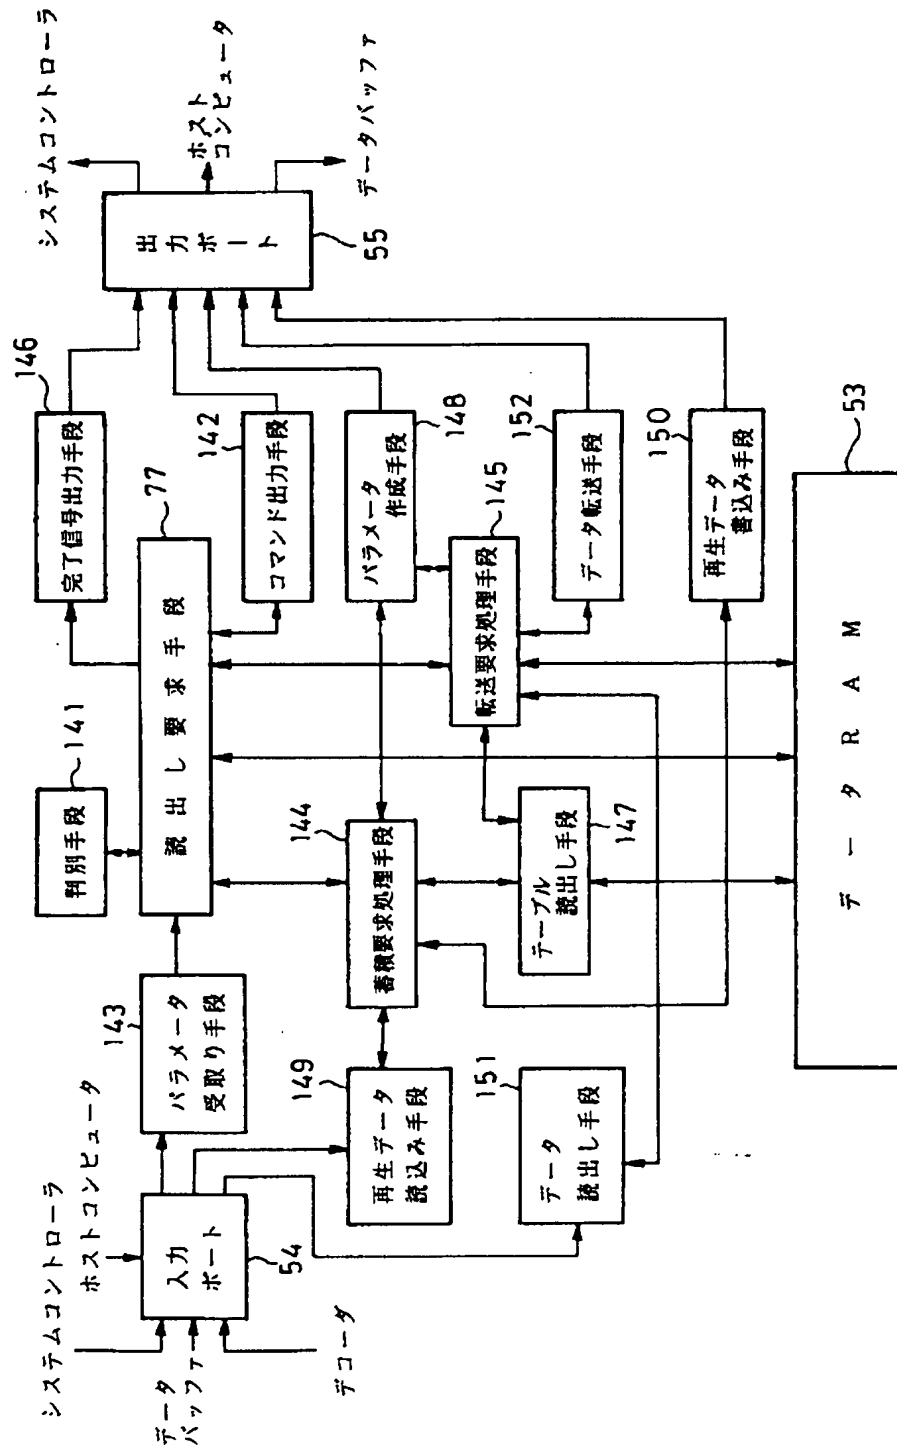 システムコントローラ
ホストコンピュータ
データ
バッファ
デコーダ
入力
ポート
54
143
パラメータ
受取り手段
判別手段
141
読出し要求手段
77
完了信号出力手段
146
コマンド出力手段
142
出力ポート
55
システムコントローラ
ホスト
コンピュータ
データバッファ
149
再生データ
読込み手段
144
蓄積要求処理手段
パラメータ
作成手段
148
転送要求処理手段
145
151
データ
読出し手段
テーブル
読出し手段
147
データ転送手段
152
再生データ
書込み手段
150
データRAM
53